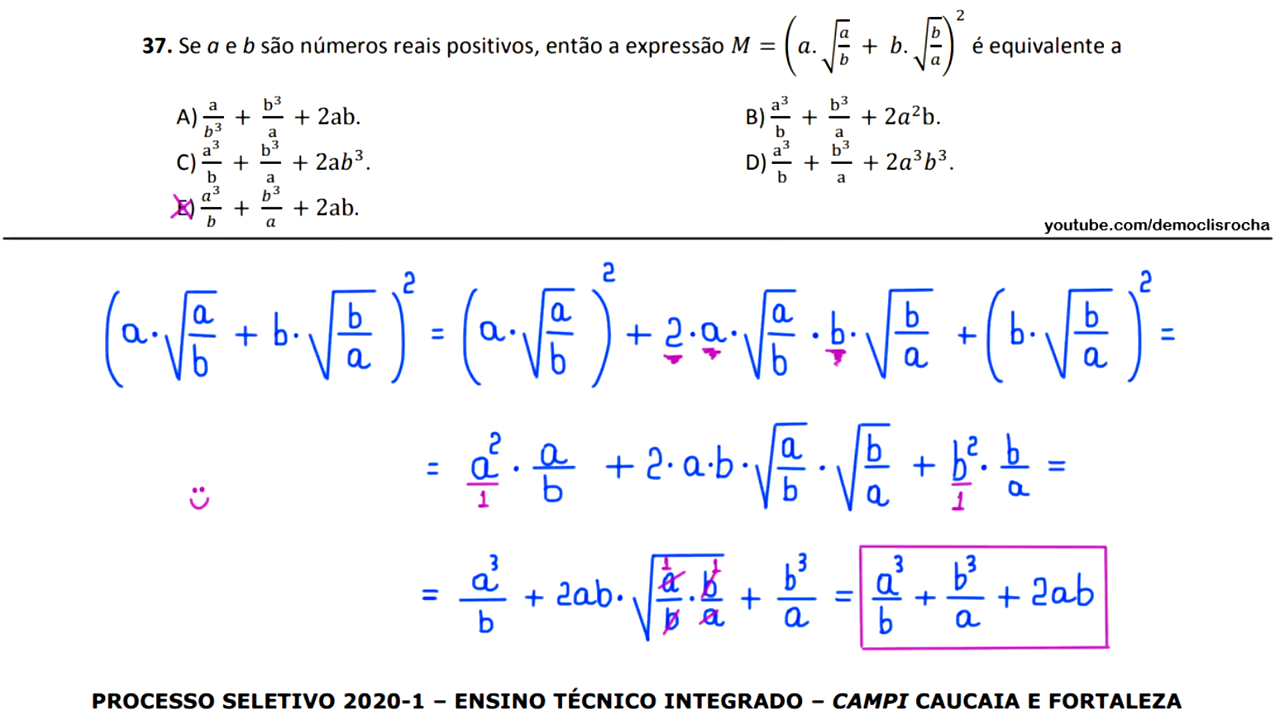 37. Se a e b são números reais positivos, então a expressão M = (a. √(a/b) + b. √(b/a))² é equivalente a
A) a/b³ + b³/a + 2ab. B) a³/b + b³/a + 2a²b.
C) a³/b + b³/a + 2ab³. D) a³/b + b³/a + 2a³b³.
E) a³/b + b³/a + 2ab.
youtube.com/democlisrocha
(a·√(a/b) + b·√(b/a))² = (a·√(a/b))² + 2·a·√(a/b)·b·√(b/a) + (b·√(b/a))² =
= a²/1 · a/b + 2·a·b·√(a/b)·√(b/a) + b²/1 · b/a =
= a³/b + 2ab·√(a/b · b/a) + b³/a = a³/b + b³/a + 2ab
PROCESSO SELETIVO 2020-1 – ENSINO TÉCNICO INTEGRADO – CAMPI CAUCAIA E FORTALEZA